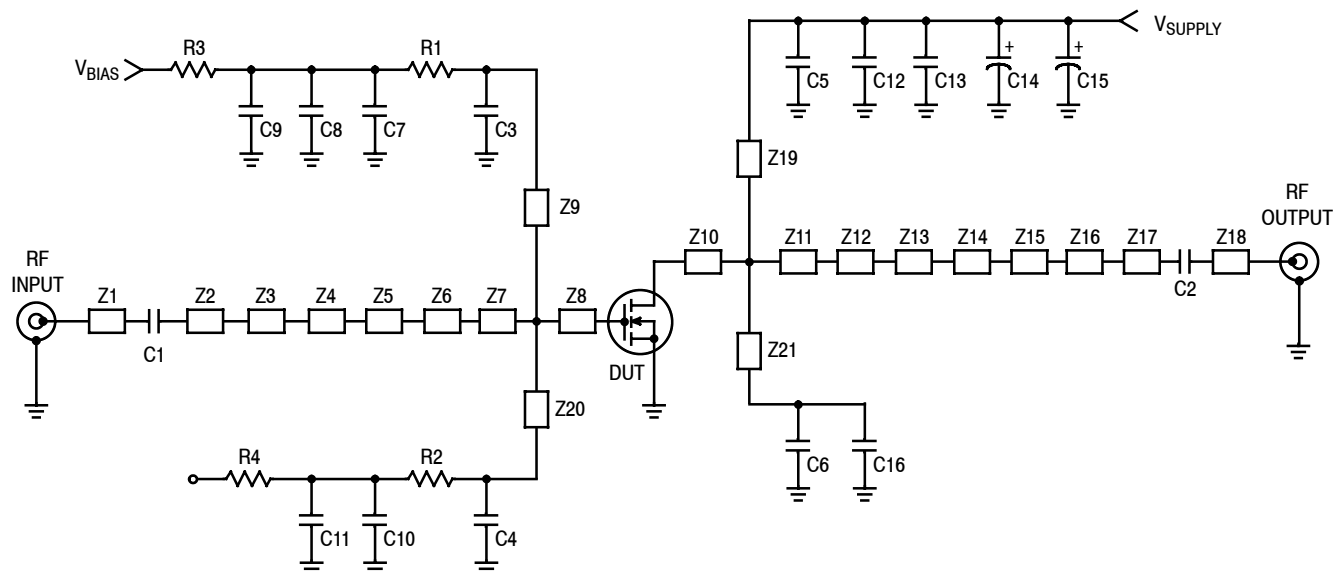 VSUPPLY
+
+
C5
C12
C13
C14
C15
VBIAS
R3
R1
C9
C8
C7
C3
Z19
Z9
RF
OUTPUT
Z10
Z11
Z12
Z13
Z14
Z15
Z16
Z17
Z18
C2
RF
INPUT
Z1
Z2
Z3
Z4
Z5
Z6
Z7
Z8
C1
DUT
Z21
Z20
C6
C16
R4
R2
C11
C10
C4